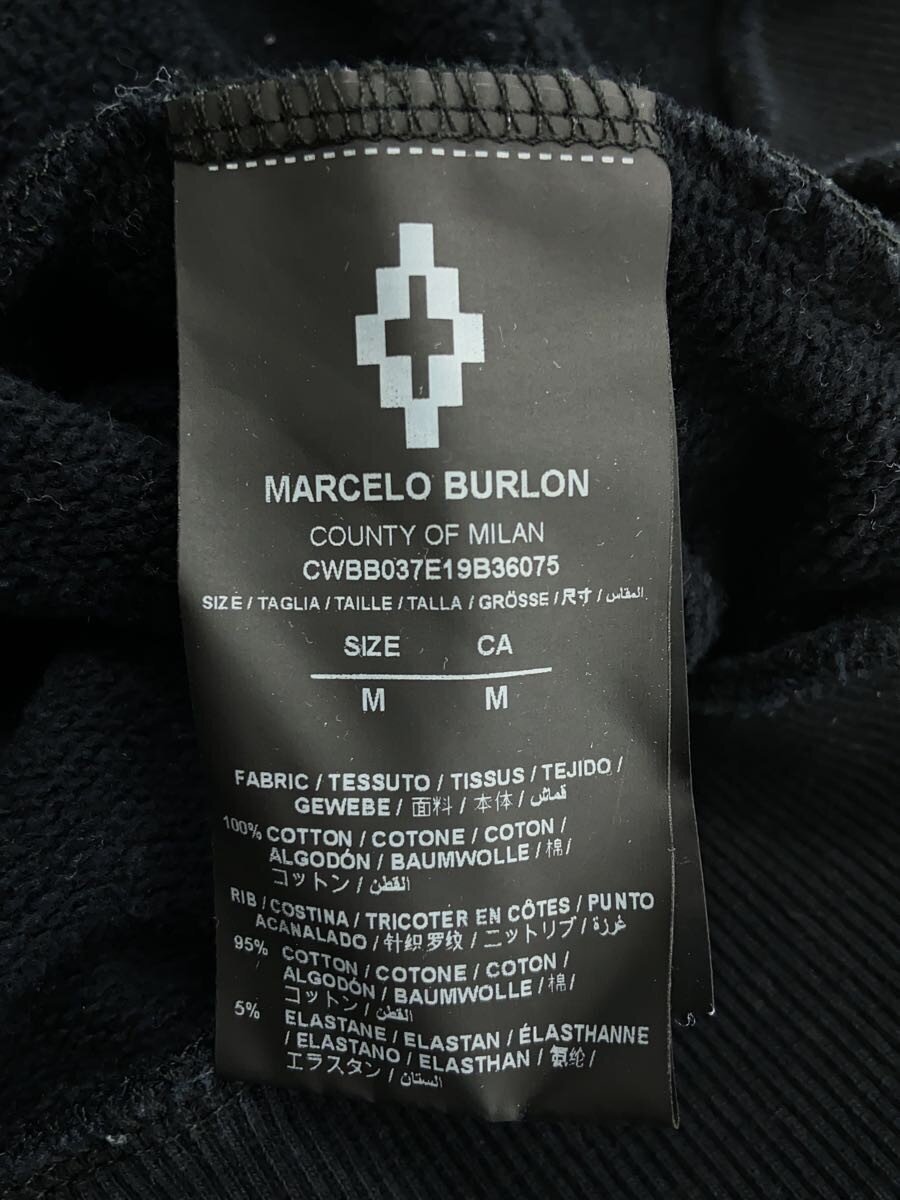 MARCELO BURLON
COUNTY OF MILAN
CWBB037E19B36075
SIZE / TAGLIA / TAILLE / TALLA / GRÖSSE / 尺寸 / المقاس
SIZE CA
M M
FABRIC / TESSUTO / TISSUS / TEJIDO /
GEWEBE / 面料 / 本体 / قماش
100% COTTON / COTONE / COTON /
ALGODÓN / BAUMWOLLE / 棉 /
コットン / القطن
RIB / COSTINA / TRICOTER EN CÔTES / PUNTO
ACANALADO / 针织罗纹 / ニットリブ / غرزة
95% COTTON / COTONE / COTON /
ALGODÓN / BAUMWOLLE / 棉 /
コットン / القطن
5% ELASTANE / ELASTAN / ÉLASTHANNE
/ ELASTANO / ELASTHAN / 氨纶 /
エラスタン / الستان